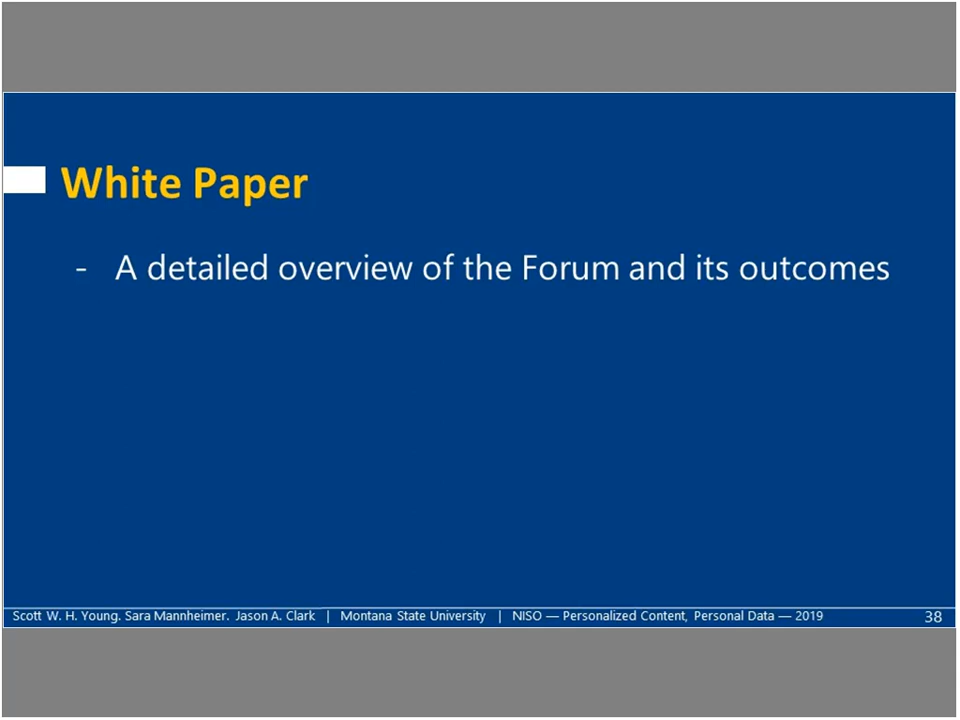 White Paper
- A detailed overview of the Forum and its outcomes
Scott W. H. Young. Sara Mannheimer. Jason A. Clark | Montana State University | NISO — Personalized Content, Personal Data — 2019 38